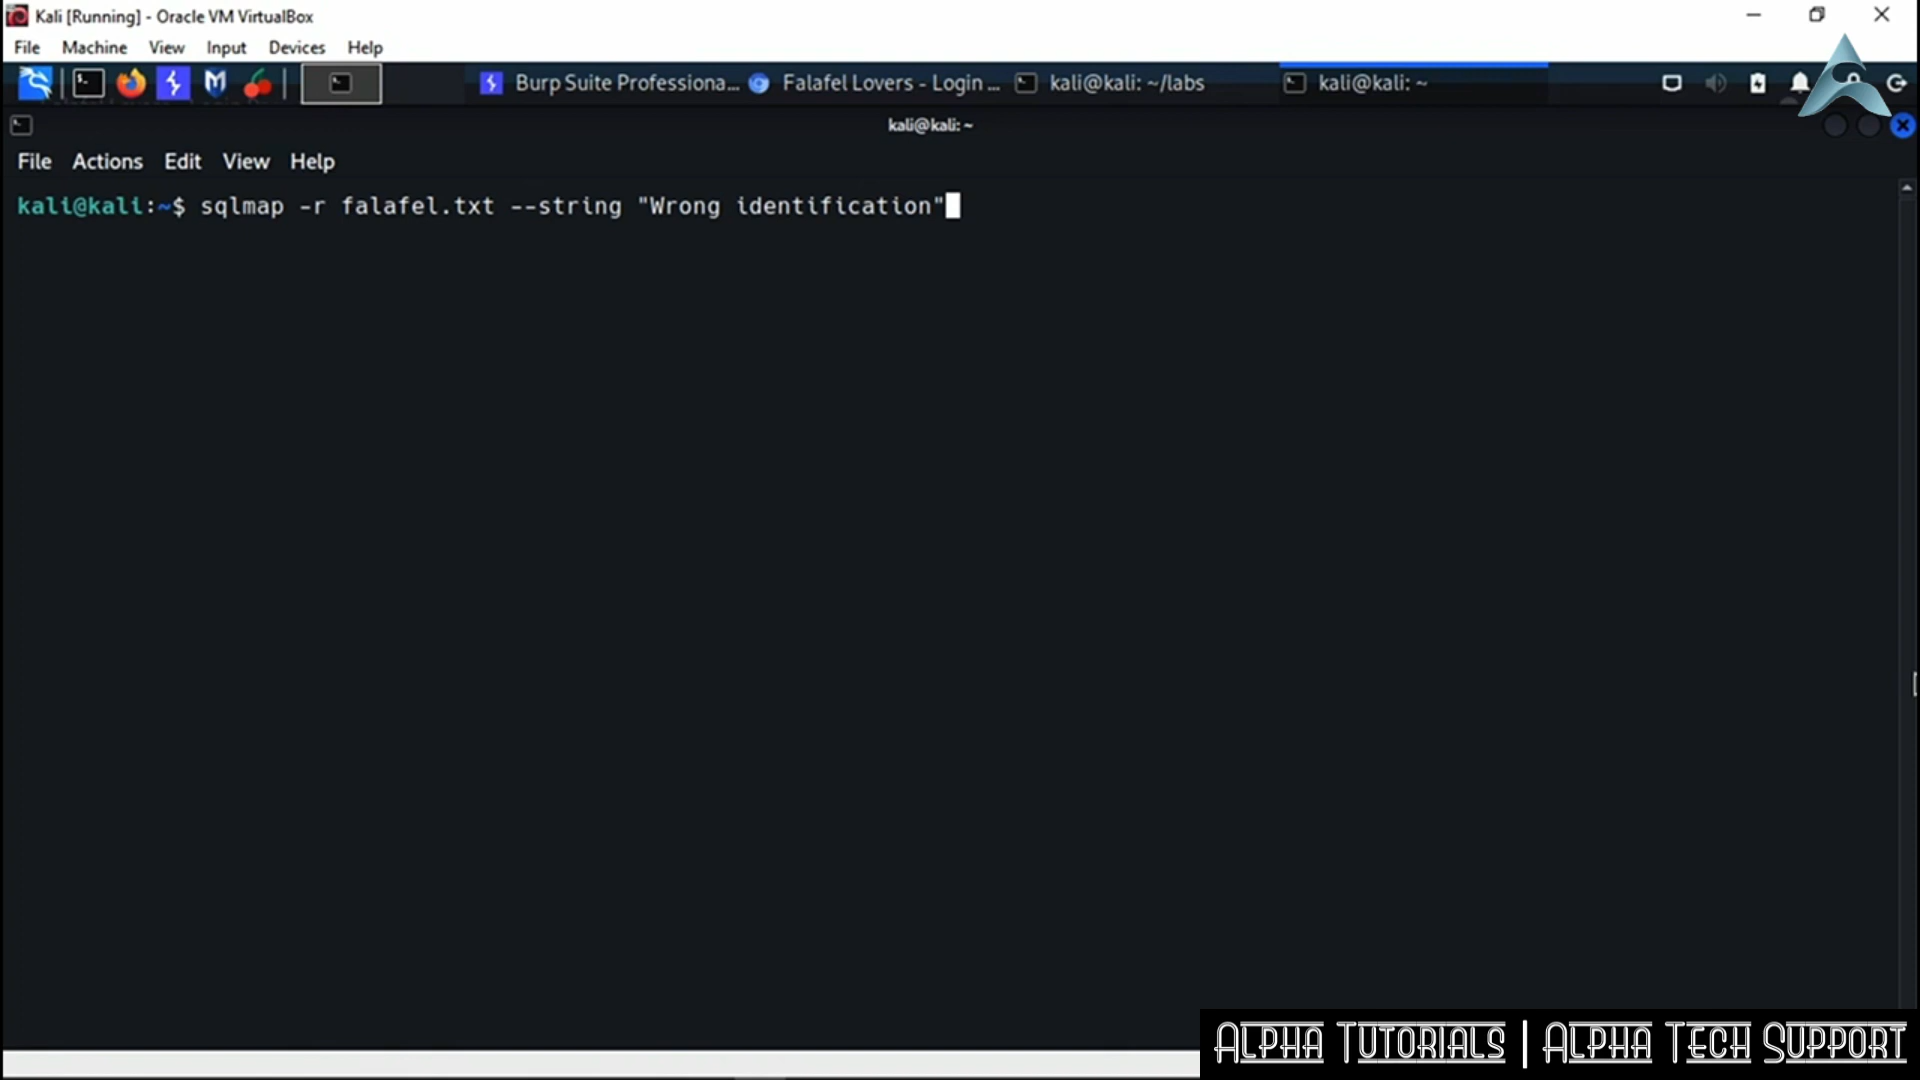 Kali [Running] - Oracle VM VirtualBox
File Machine View Input Devices Help
Burp Suite Professiona... Falafel Lovers - Login ... kali@kali: ~/labs kali@kali: ~
kali@kali: ~
File Actions Edit View Help
kali@kali:~$ sqlmap -r falafel.txt --string "Wrong identification"
Alpha Tutorials | Alpha Tech Support